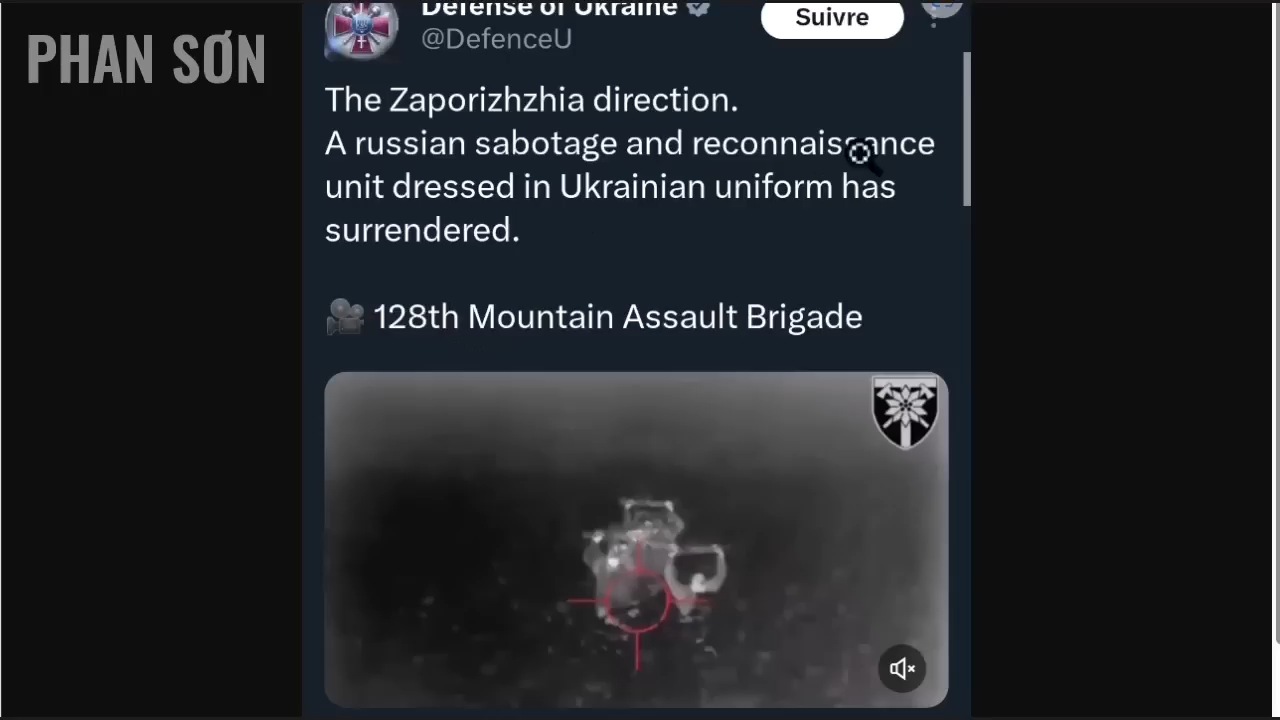 PHAN SƠN
Defense of Ukraine
Suivre
@DefenceU
The Zaporizhzhia direction.
A russian sabotage and reconnaissance
unit dressed in Ukrainian uniform has
surrendered.
128th Mountain Assault Brigade